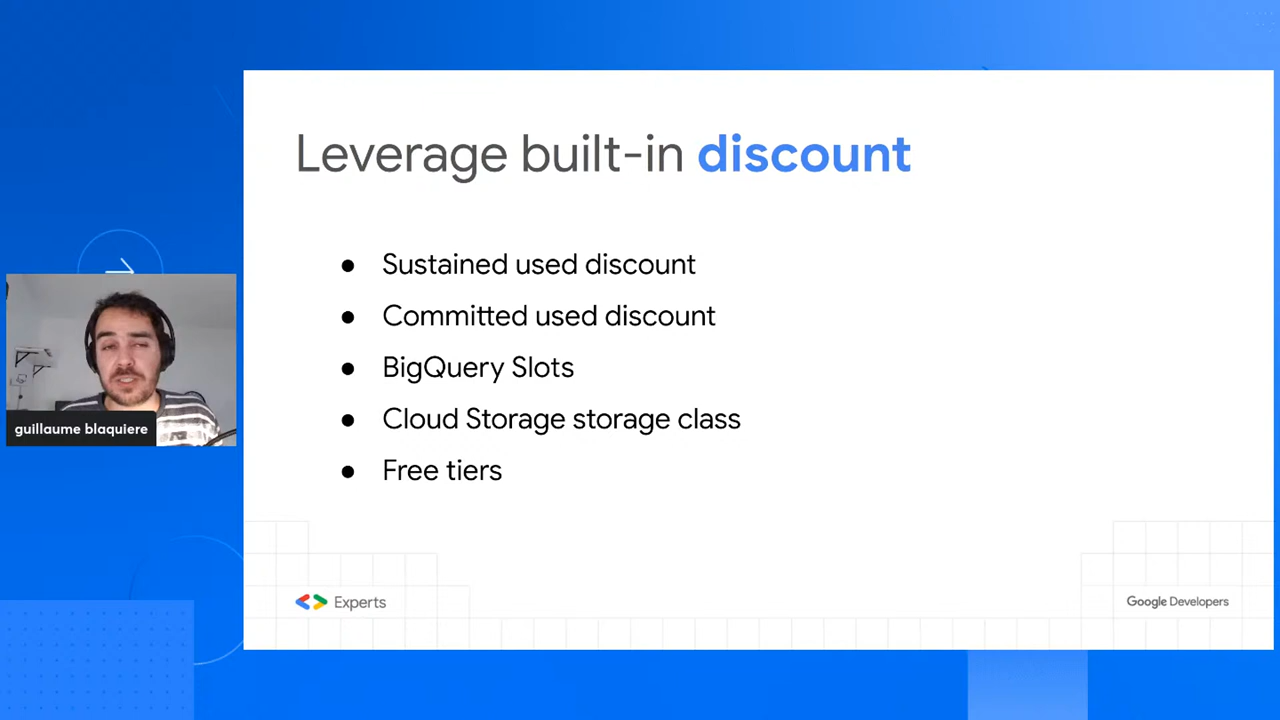 Leverage built-in discount
● Sustained used discount
● Committed used discount
● BigQuery Slots
● Cloud Storage storage class
● Free tiers
guillaume blaquiere
Experts
Google Developers